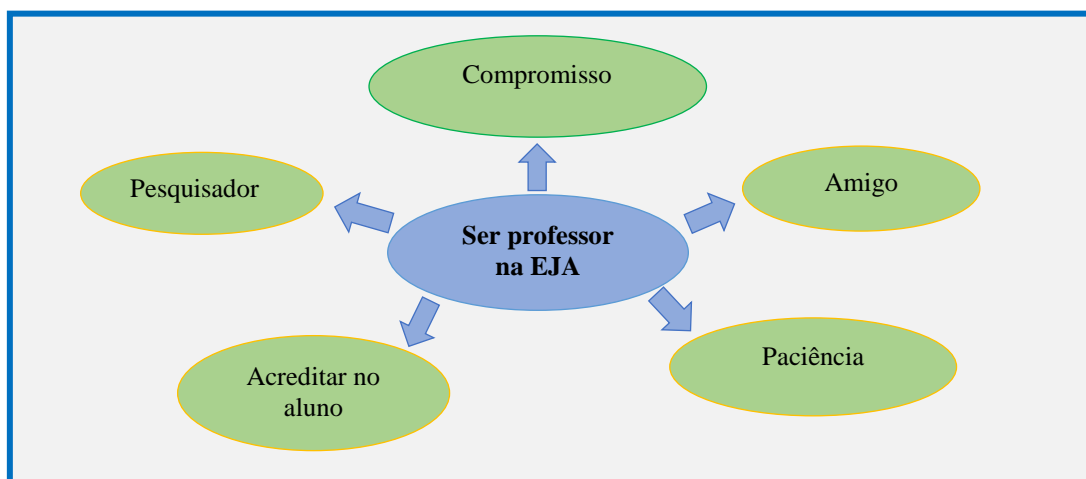 Compromisso
Pesquisador
Amigo
Ser professor
na EJA
Acreditar no
aluno
Paciência